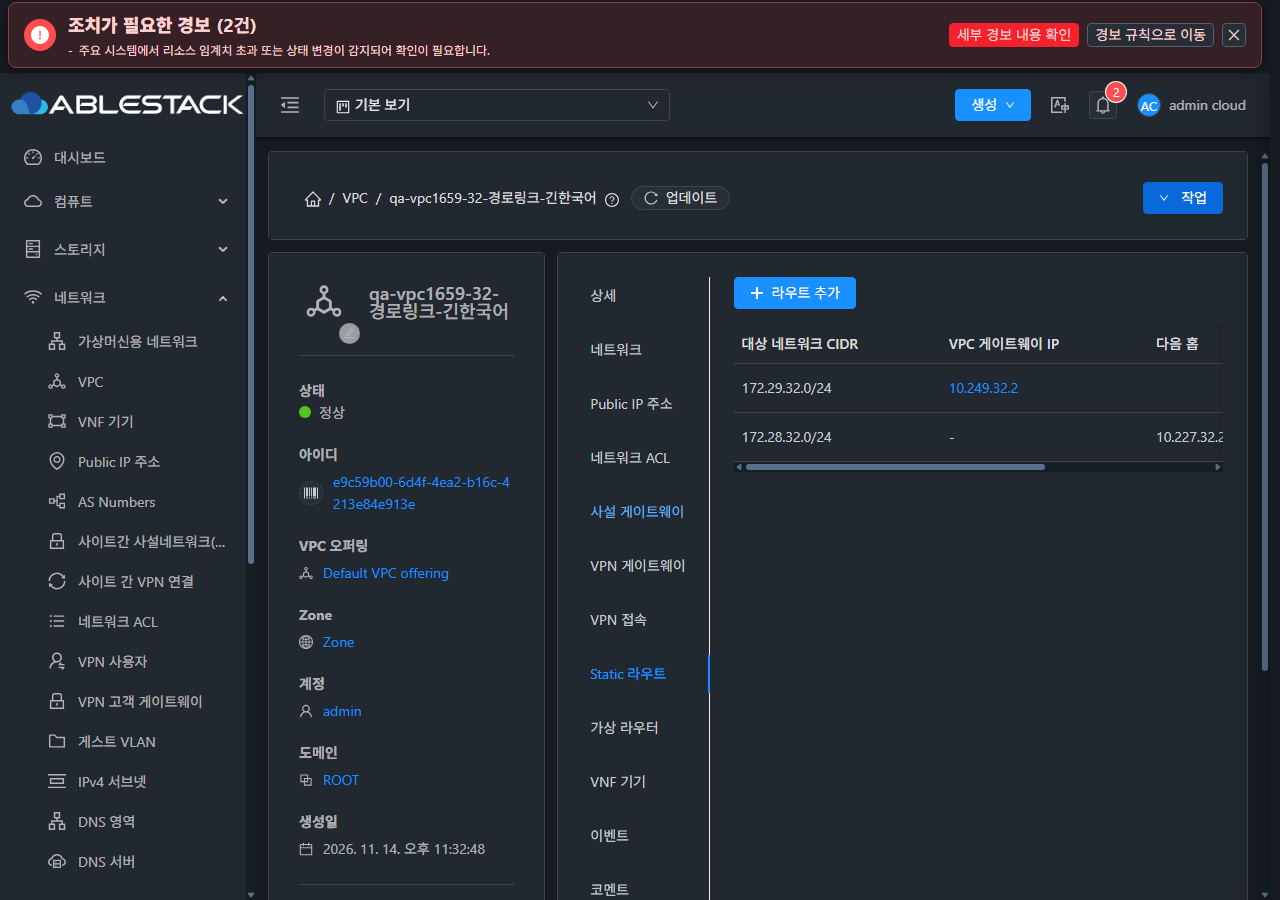 조치가 필요한 경보 (2건)
- 주요 시스템에서 리소스 임계치 초과 또는 상태 변경이 감지되어 확인이 필요합니다.
세부 경보 내용 확인
경보 규칙으로 이동
ABLESTACK
기본 보기
생성
2
AC
admin cloud
대시보드
컴퓨트
스토리지
네트워크
가상머신용 네트워크
VPC
VNF 기기
Public IP 주소
AS Numbers
사이트간 사설네트워크(...
사이트 간 VPN 연결
네트워크 ACL
VPN 사용자
VPN 고객 게이트웨이
게스트 VLAN
IPv4 서브넷
DNS 영역
DNS 서버
/ VPC / qa-vpc1659-32-경로링크-긴한국어
업데이트
작업
qa-vpc1659-32-
경로링크-긴한국어
상태
정상
아이디
e9c59b00-6d4f-4ea2-b16c-4
213e84e913e
VPC 오퍼링
Default VPC offering
Zone
Zone
계정
admin
도메인
ROOT
생성일
2026. 11. 14. 오후 11:32:48
상세
네트워크
Public IP 주소
네트워크 ACL
사설 게이트웨이
VPN 게이트웨이
VPN 접속
Static 라우트
가상 라우터
VNF 기기
이벤트
코멘트
라우트 추가
대상 네트워크 CIDR
VPC 게이트웨이 IP
다음 홉
172.29.32.0/24
10.249.32.2
172.28.32.0/24
-
10.227.32.2